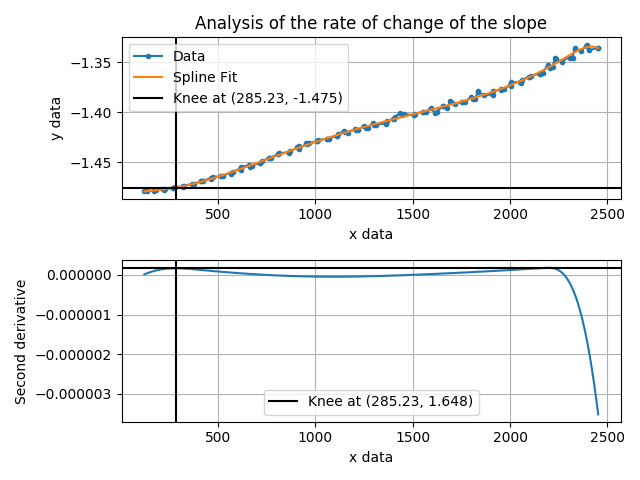 Analysis of the rate of change of the slope
Data
Spline Fit
Knee at (285.23, -1.475)
−1.35
−1.40
−1.45
y data
500
1000
1500
2000
2500
x data
0.000000
−0.000001
−0.000002
−0.000003
Second derivative
Knee at (285.23, 1.648)
500
1000
1500
2000
2500
x data